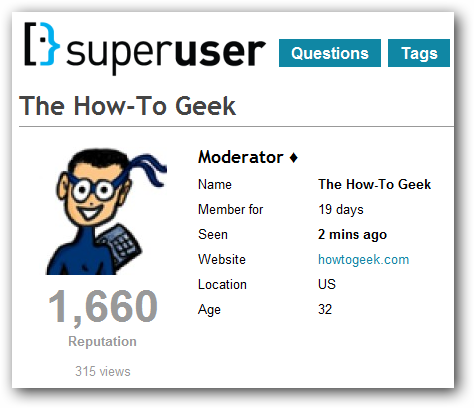 superuser
Questions Tags
The How-To Geek
Moderator ♦
Name The How-To Geek
Member for 19 days
Seen 2 mins ago
Website howtogeek.com
Location US
Age 32
1,660
Reputation
315 views